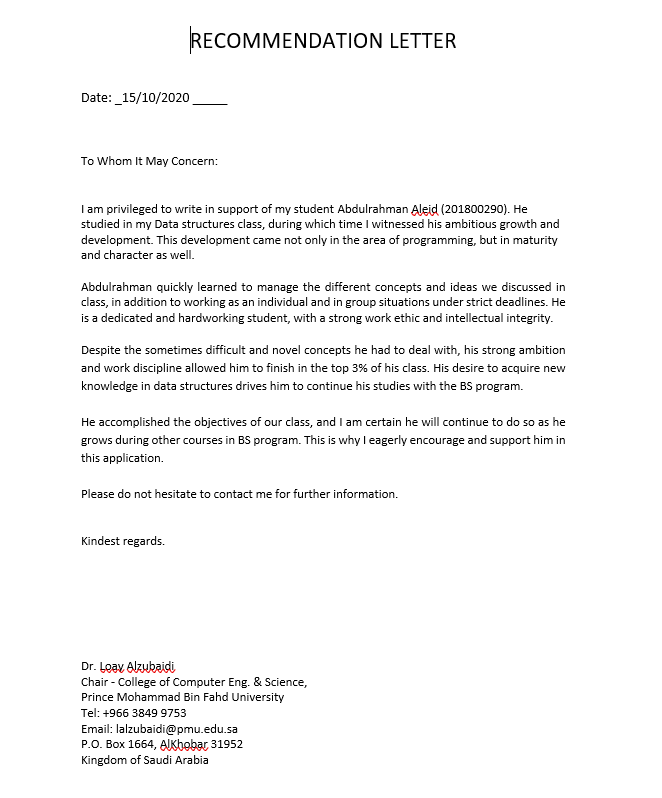 RECOMMENDATION LETTER
Date: _15/10/2020 _____
To Whom It May Concern:
I am privileged to write in support of my student Abdulrahman Aleid (201800290). He
studied in my Data structures class, during which time I witnessed his ambitious growth and
development. This development came not only in the area of programming, but in maturity
and character as well.
Abdulrahman quickly learned to manage the different concepts and ideas we discussed in
class, in addition to working as an individual and in group situations under strict deadlines. He
is a dedicated and hardworking student, with a strong work ethic and intellectual integrity.
Despite the sometimes difficult and novel concepts he had to deal with, his strong ambition
and work discipline allowed him to finish in the top 3% of his class. His desire to acquire new
knowledge in data structures drives him to continue his studies with the BS program.
He accomplished the objectives of our class, and I am certain he will continue to do so as he
grows during other courses in BS program. This is why I eagerly encourage and support him in
this application.
Please do not hesitate to contact me for further information.
Kindest regards.
Dr. Loay Alzubaidi
Chair - College of Computer Eng. & Science,
Prince Mohammad Bin Fahd University
Tel: +966 3849 9753
Email: lalzubaidi@pmu.edu.sa
P.O. Box 1664, AlKhobar 31952
Kingdom of Saudi Arabia